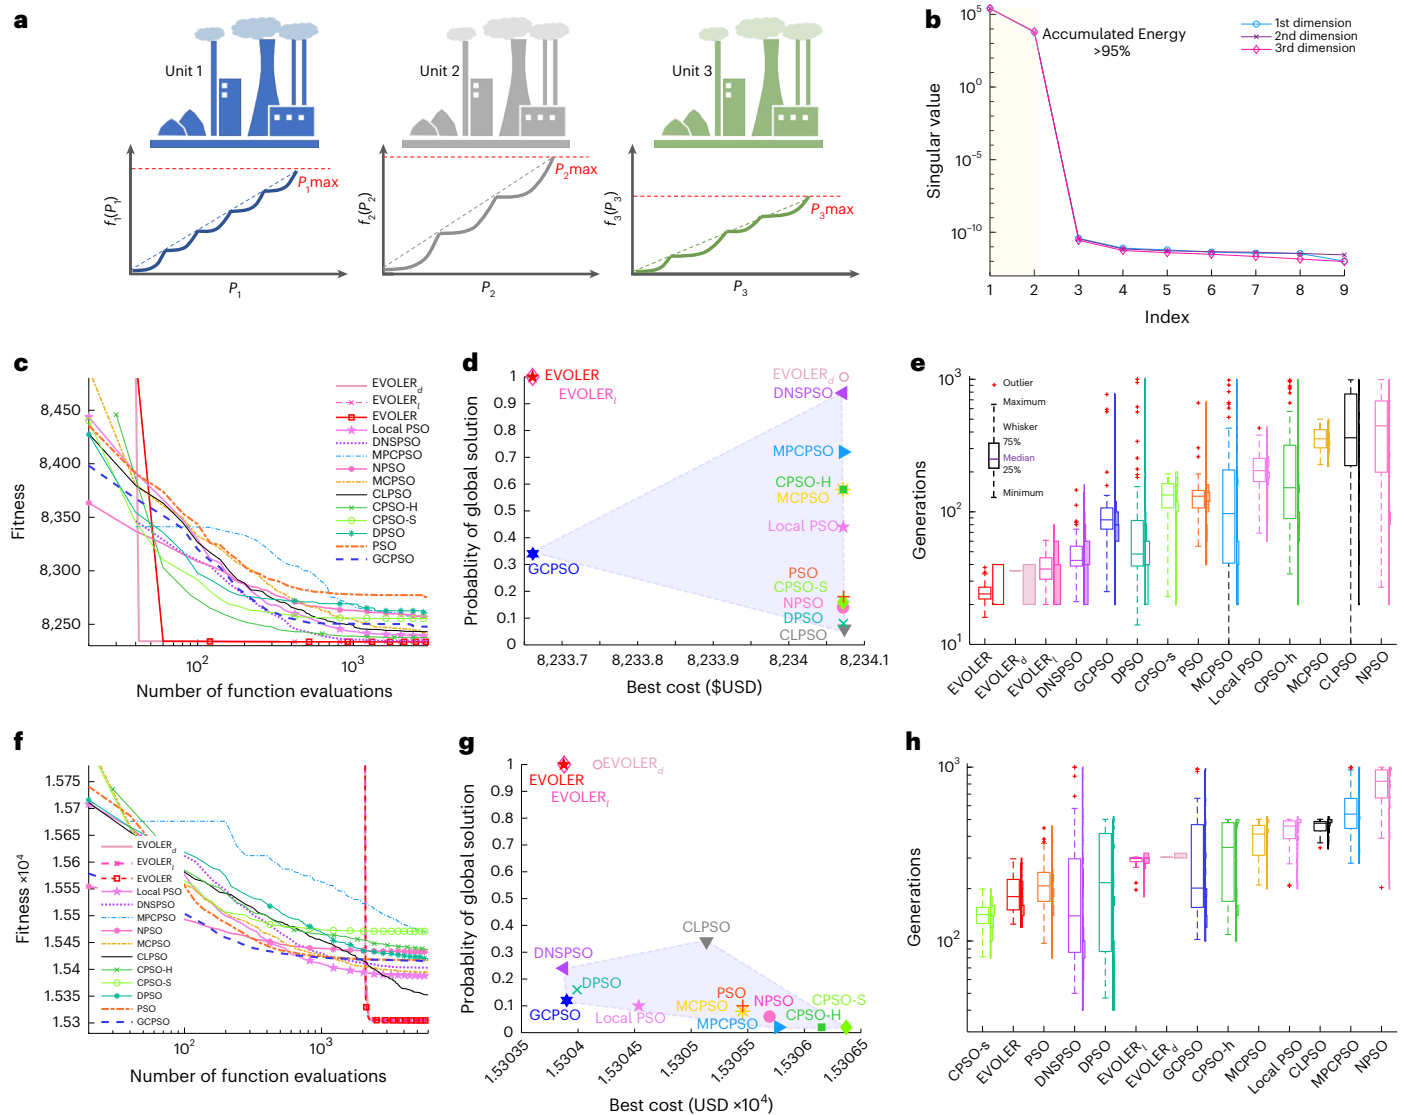 a
Unit 1
Unit 2
Unit 3
f1(P1)
P1max
P1
f2(P2)
P2max
P2
f3(P3)
P3max
P3
b
Singular value
10^5
10^0
10^-5
10^-10
Accumulated Energy
>95%
1st dimension
2nd dimension
3rd dimension
1 2 3 4 5 6 7 8 9
Index
c
Fitness
8,450
8,400
8,350
8,300
8,250
10^2 10^3
Number of function evaluations
EVOLERd
EVOLERl
EVOLER
Local PSO
DNSPSO
MPCPSO
NPSO
MCPSO
CLPSO
CPSO-H
CPSO-S
DPSO
PSO
GCPSO
d
Probablity of global solution
1
0.9
0.8
0.7
0.6
0.5
0.4
0.3
0.2
0.1
0
EVOLER
EVOLERl
EVOLERd
DNSPSO
MPCPSO
CPSO-H
MCPSO
Local PSO
GCPSO
PSO
CPSO-S
NPSO
DPSO
CLPSO
8,233.7 8,233.8 8,233.9 8,234 8,234.1
Best cost ($USD)
e
Generations
10^3
10^2
10^1
Outlier
Maximum
Whisker
75%
Median
25%
Minimum
EVOLER
EVOLERd
EVOLERl
DNSPSO
GCPSO
DPSO
CPSO-s
PSO
MCPSO
Local PSO
CPSO-h
MCPSO
CLPSO
NPSO
f
Fitness ×10^4
1.575
1.57
1.565
1.56
1.555
1.55
1.545
1.54
1.535
1.53
EVOLERd
EVOLERl
EVOLER
Local PSO
DNSPSO
MPCPSO
NPSO
MCPSO
CLPSO
CPSO-H
CPSO-S
DPSO
PSO
GCPSO
10^2 10^3
Number of function evaluations
g
Probablity of global solution
1
0.9
0.8
0.7
0.6
0.5
0.4
0.3
0.2
0.1
0
EVOLERd
EVOLER
EVOLERl
CLPSO
DNSPSO
DPSO
GCPSO
Local PSO
PSO
MCPSO
NPSO
MPCPSO
CPSO-S
CPSO-H
1.53035 1.5304 1.53045 1.5305 1.53055 1.5306 1.53065
Best cost (USD ×10^4)
h
Generations
10^3
10^2
CPSO-s
EVOLER
PSO
DNSPSO
DPSO
EVOLERl
EVOLERd
GCPSO
CPSO-h
MCPSO
Local PSO
CLPSO
MPCPSO
NPSO